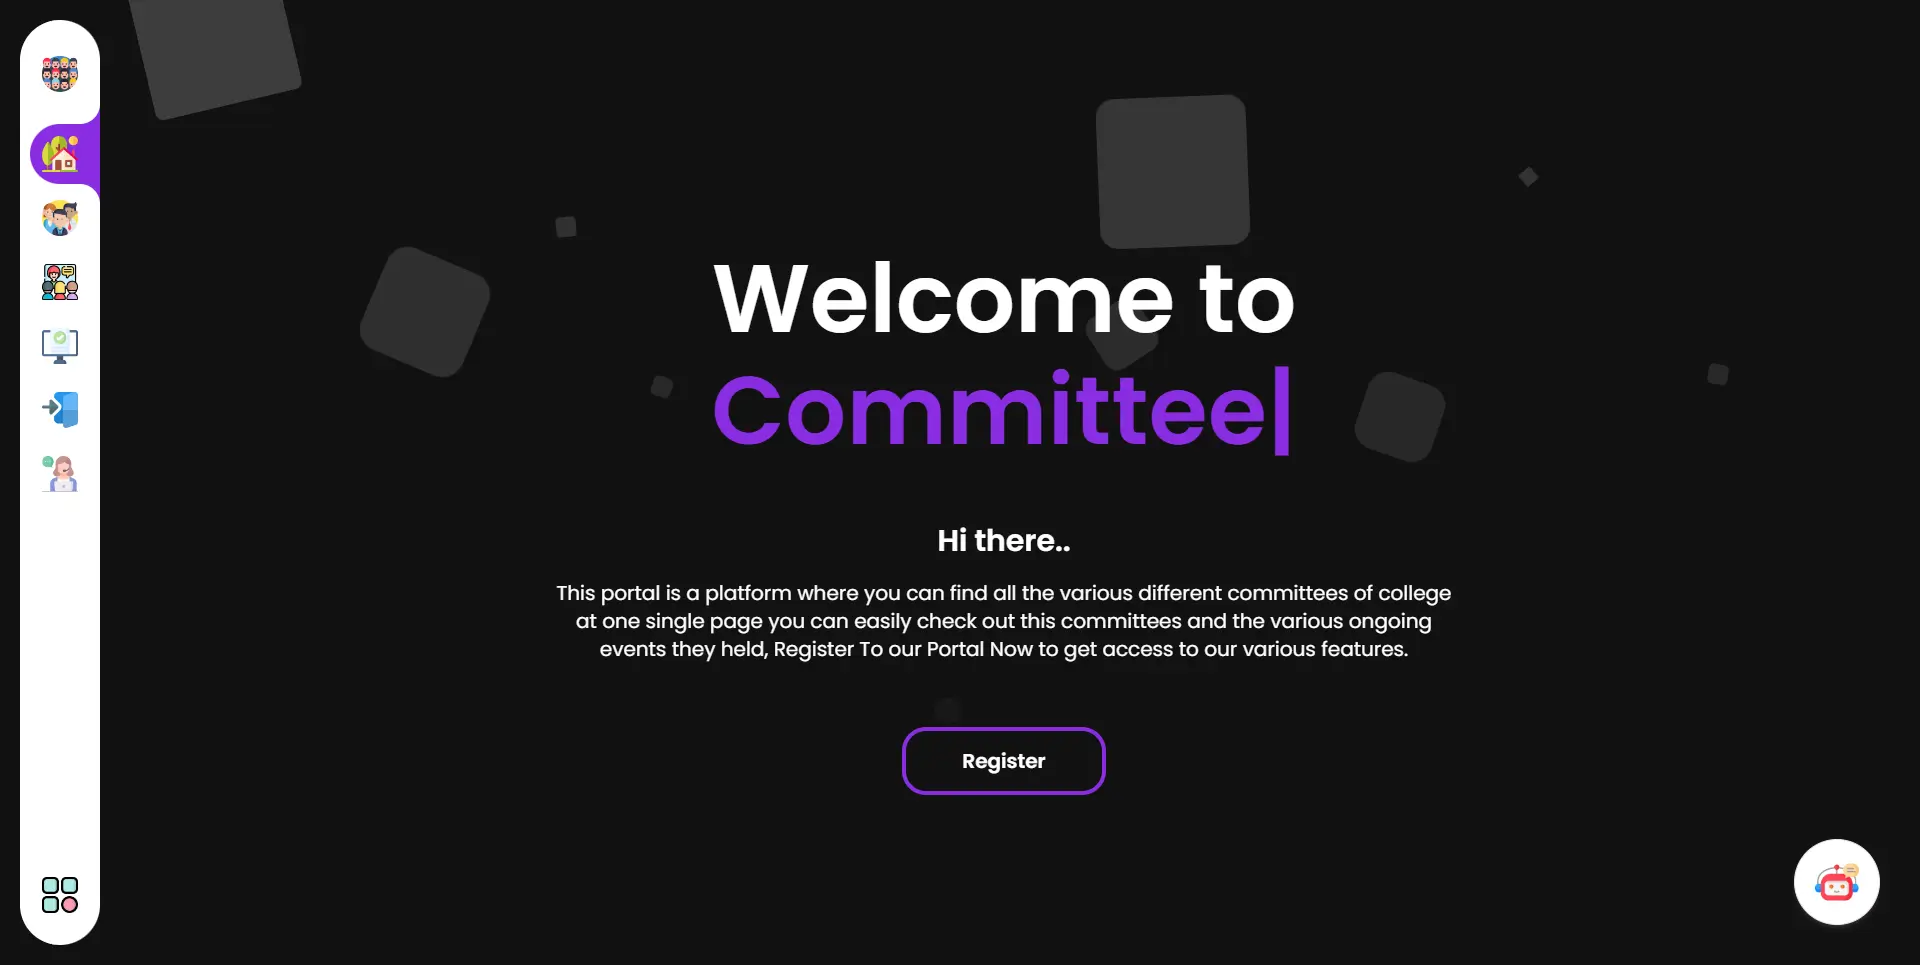 Welcome to
Committee|
Hi there..
This portal is a platform where you can find all the various different committees of college
at one single page you can easily check out this committees and the various ongoing
events they held, Register To our Portal Now to get access to our various features.
Register